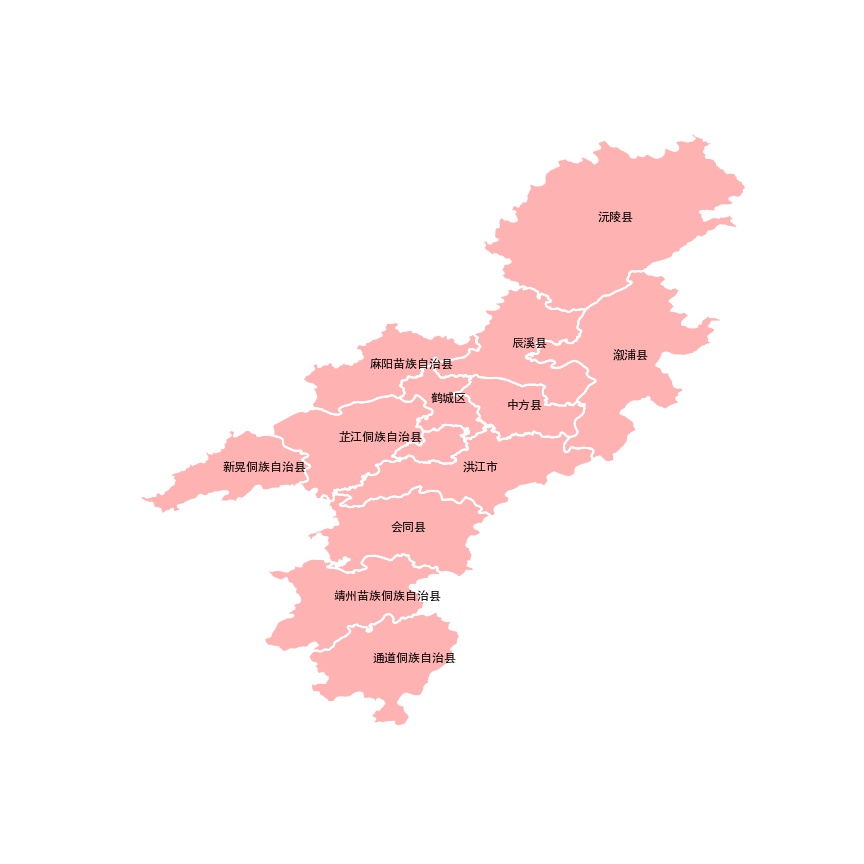 沅陵县
辰溪县
溆浦县
麻阳苗族自治县
鹤城区
中方县
芷江侗族自治县
新晃侗族自治县
洪江市
会同县
靖州苗族侗族自治县
通道侗族自治县